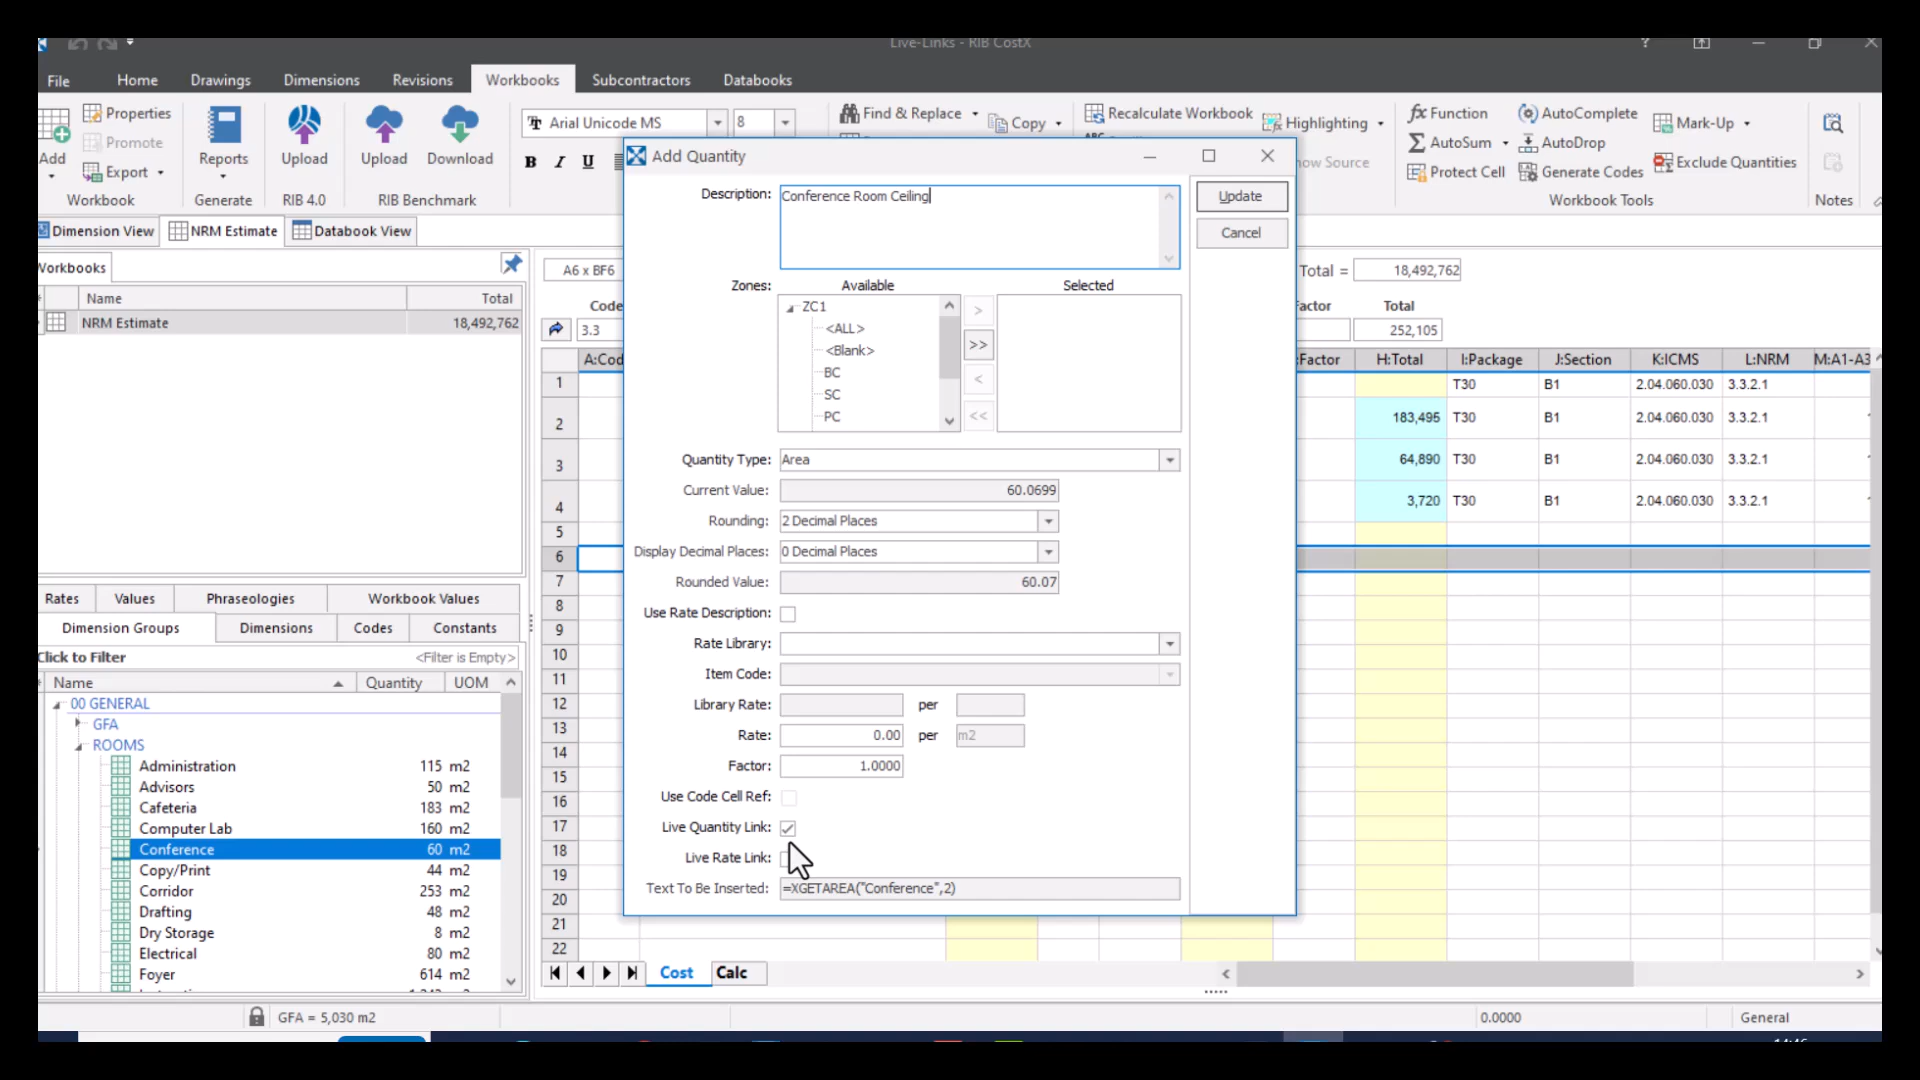 Live-Links - RIB CostX
File Home Drawings Dimensions Revisions Workbooks Subcontractors Databooks
Add
Workbook
Properties
Promote
Export
Reports
Generate
Upload
RIB 4.0
Upload Download
RIB Benchmark
Arial Unicode MS 8
B I U
Find & Replace
Copy
Recalculate Workbook
Highlighting
how Source
Function
AutoSum
Protect Cell
AutoComplete
AutoDrop
Generate Codes
Mark-Up
Exclude Quantities
Workbook Tools
Notes
Dimension View NRM Estimate Databook View
Workbooks
Name Total
NRM Estimate 18,492,762
Rates Values Phraseologies Workbook Values
Dimension Groups Dimensions Codes Constants
Click to Filter <Filter is Empty>
Name Quantity UOM
00 GENERAL
GFA
ROOMS
Administration 115 m2
Advisors 50 m2
Cafeteria 183 m2
Computer Lab 160 m2
Conference 60 m2
Copy/Print 44 m2
Corridor 253 m2
Drafting 48 m2
Dry Storage 8 m2
Electrical 80 m2
Foyer 614 m2
Add Quantity
Description: Conference Room Ceiling
Update
Cancel
Zones: Available Selected
ZC1
<ALL>
<Blank>
BC
SC
PC
>
>>
<
<<
Quantity Type: Area
Current Value: 60.0699
Rounding: 2 Decimal Places
Display Decimal Places: 0 Decimal Places
Rounded Value: 60.07
Use Rate Description:
Rate Library:
Item Code:
Library Rate: per
Rate: 0.00 per m2
Factor: 1.0000
Use Code Cell Ref:
Live Quantity Link:
Live Rate Link:
Text To Be Inserted: =XGETAREA("Conference",2)
A6 x BF6 Total = 18,492,762
Code actor Total
3.3 252,105
A:Cod :Factor H:Total I:Package J:Section K:ICMS L:NRM M:A1-A3
1 T30 B1 2.04.060.030 3.3.2.1
2 183,495 T30 B1 2.04.060.030 3.3.2.1
3 64,890 T30 B1 2.04.060.030 3.3.2.1
4 3,720 T30 B1 2.04.060.030 3.3.2.1
5
6
7
8
9
10
11
12
13
14
15
16
17
18
19
20
21
22
Cost Calc
GFA = 5,030 m2 0.0000 General